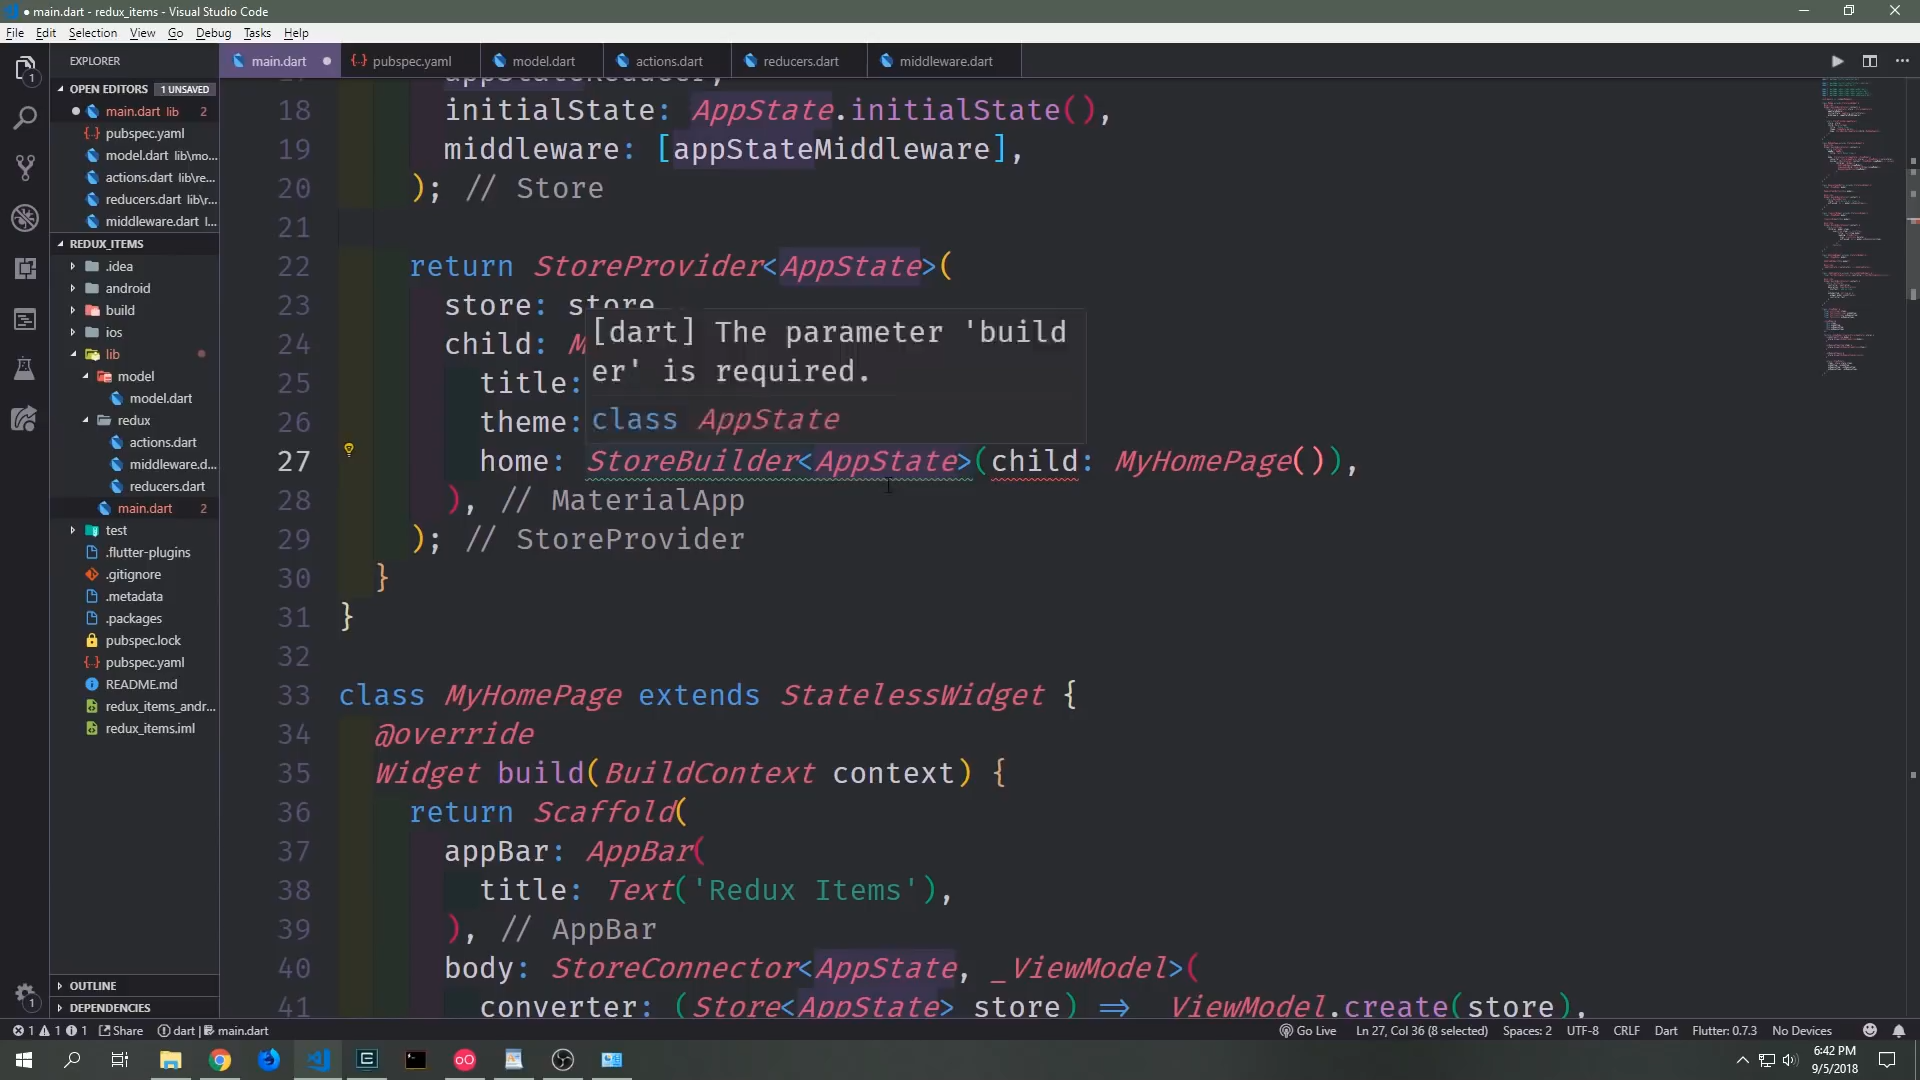 main.dart - redux_items - Visual Studio Code
File Edit Selection View Go Debug Tasks Help
EXPLORER
OPEN EDITORS 1 UNSAVED
main.dart lib 2
pubspec.yaml
model.dart lib\mo...
actions.dart lib\re...
reducers.dart lib\r...
middleware.dart l...
REDUX_ITEMS
.idea
android
build
ios
lib
model
model.dart
redux
actions.dart
middleware.d...
reducers.dart
main.dart 2
test
.flutter-plugins
.gitignore
.metadata
.packages
pubspec.lock
pubspec.yaml
README.md
redux_items_andr...
redux_items.iml
OUTLINE
DEPENDENCIES
main.dart pubspec.yaml model.dart actions.dart reducers.dart middleware.dart
17 appStateReducer,
18 initialState: AppState.initialState(),
19 middleware: [appStateMiddleware],
20 ); // Store
21
22 return StoreProvider<AppState>(
23 store: store
24 child: M
25 title:
26 theme:
[dart] The parameter 'build
er' is required.
class AppState
27 home: StoreBuilder<AppState>(child: MyHomePage()),
28 ), // MaterialApp
29 ); // StoreProvider
30 }
31 }
32
33 class MyHomePage extends StatelessWidget {
34 @override
35 Widget build(BuildContext context) {
36 return Scaffold(
37 appBar: AppBar(
38 title: Text('Redux Items'),
39 ), // AppBar
40 body: StoreConnector<AppState, _ViewModel>(
41 converter: (Store<AppState> store) => _ViewModel.create(store),
1 1 1 Share dart | main.dart Go Live Ln 27, Col 36 (8 selected) Spaces: 2 UTF-8 CRLF Dart Flutter: 0.7.3 No Devices
6:42 PM
9/5/2018